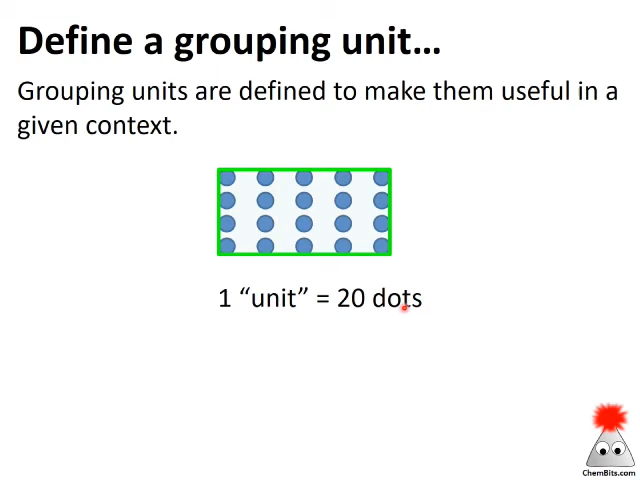 Define a grouping unit…
Grouping units are defined to make them useful in a
given context.
1 “unit” = 20 dots
ChemBits.com